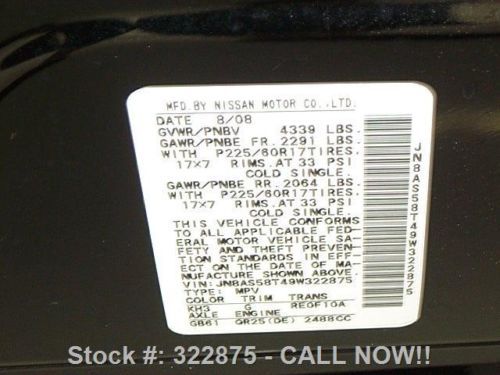 MFD.BY NISSAN MOTOR CO.,LTD.
DATE 8/08
GVWR/PNBV 4339 LBS.
GAWR/PNBE FR. 2291 LBS.
WITH P225/60R17TIRES.
17×7 RIMS.AT 33 PSI
COLD SINGLE.
GAWR/PNBE RR. 2064 LBS.
WITH P225/60R17TIRES.
17×7 RIMS.AT 33 PSI
COLD SINGLE.
THIS VEHICLE CONFORMS
TO ALL APPLICABLE FED-
ERAL MOTOR VEHICLE SA-
FETY AND THEFT PREVEN-
TION STANDARDS IN EFF-
ECT ON THE DATE OF MA-
NUFACTURE SHOWN ABOVE.
VIN:JN8AS58T49W322875
TYPE: MPV
COLOR TRIM TRANS
KH3 G RE0F10A
AXLE ENGINE
GB61 QR25(DE) 2488CC
JN8AS58T49W322875
Stock #: 322875 - CALL NOW!!